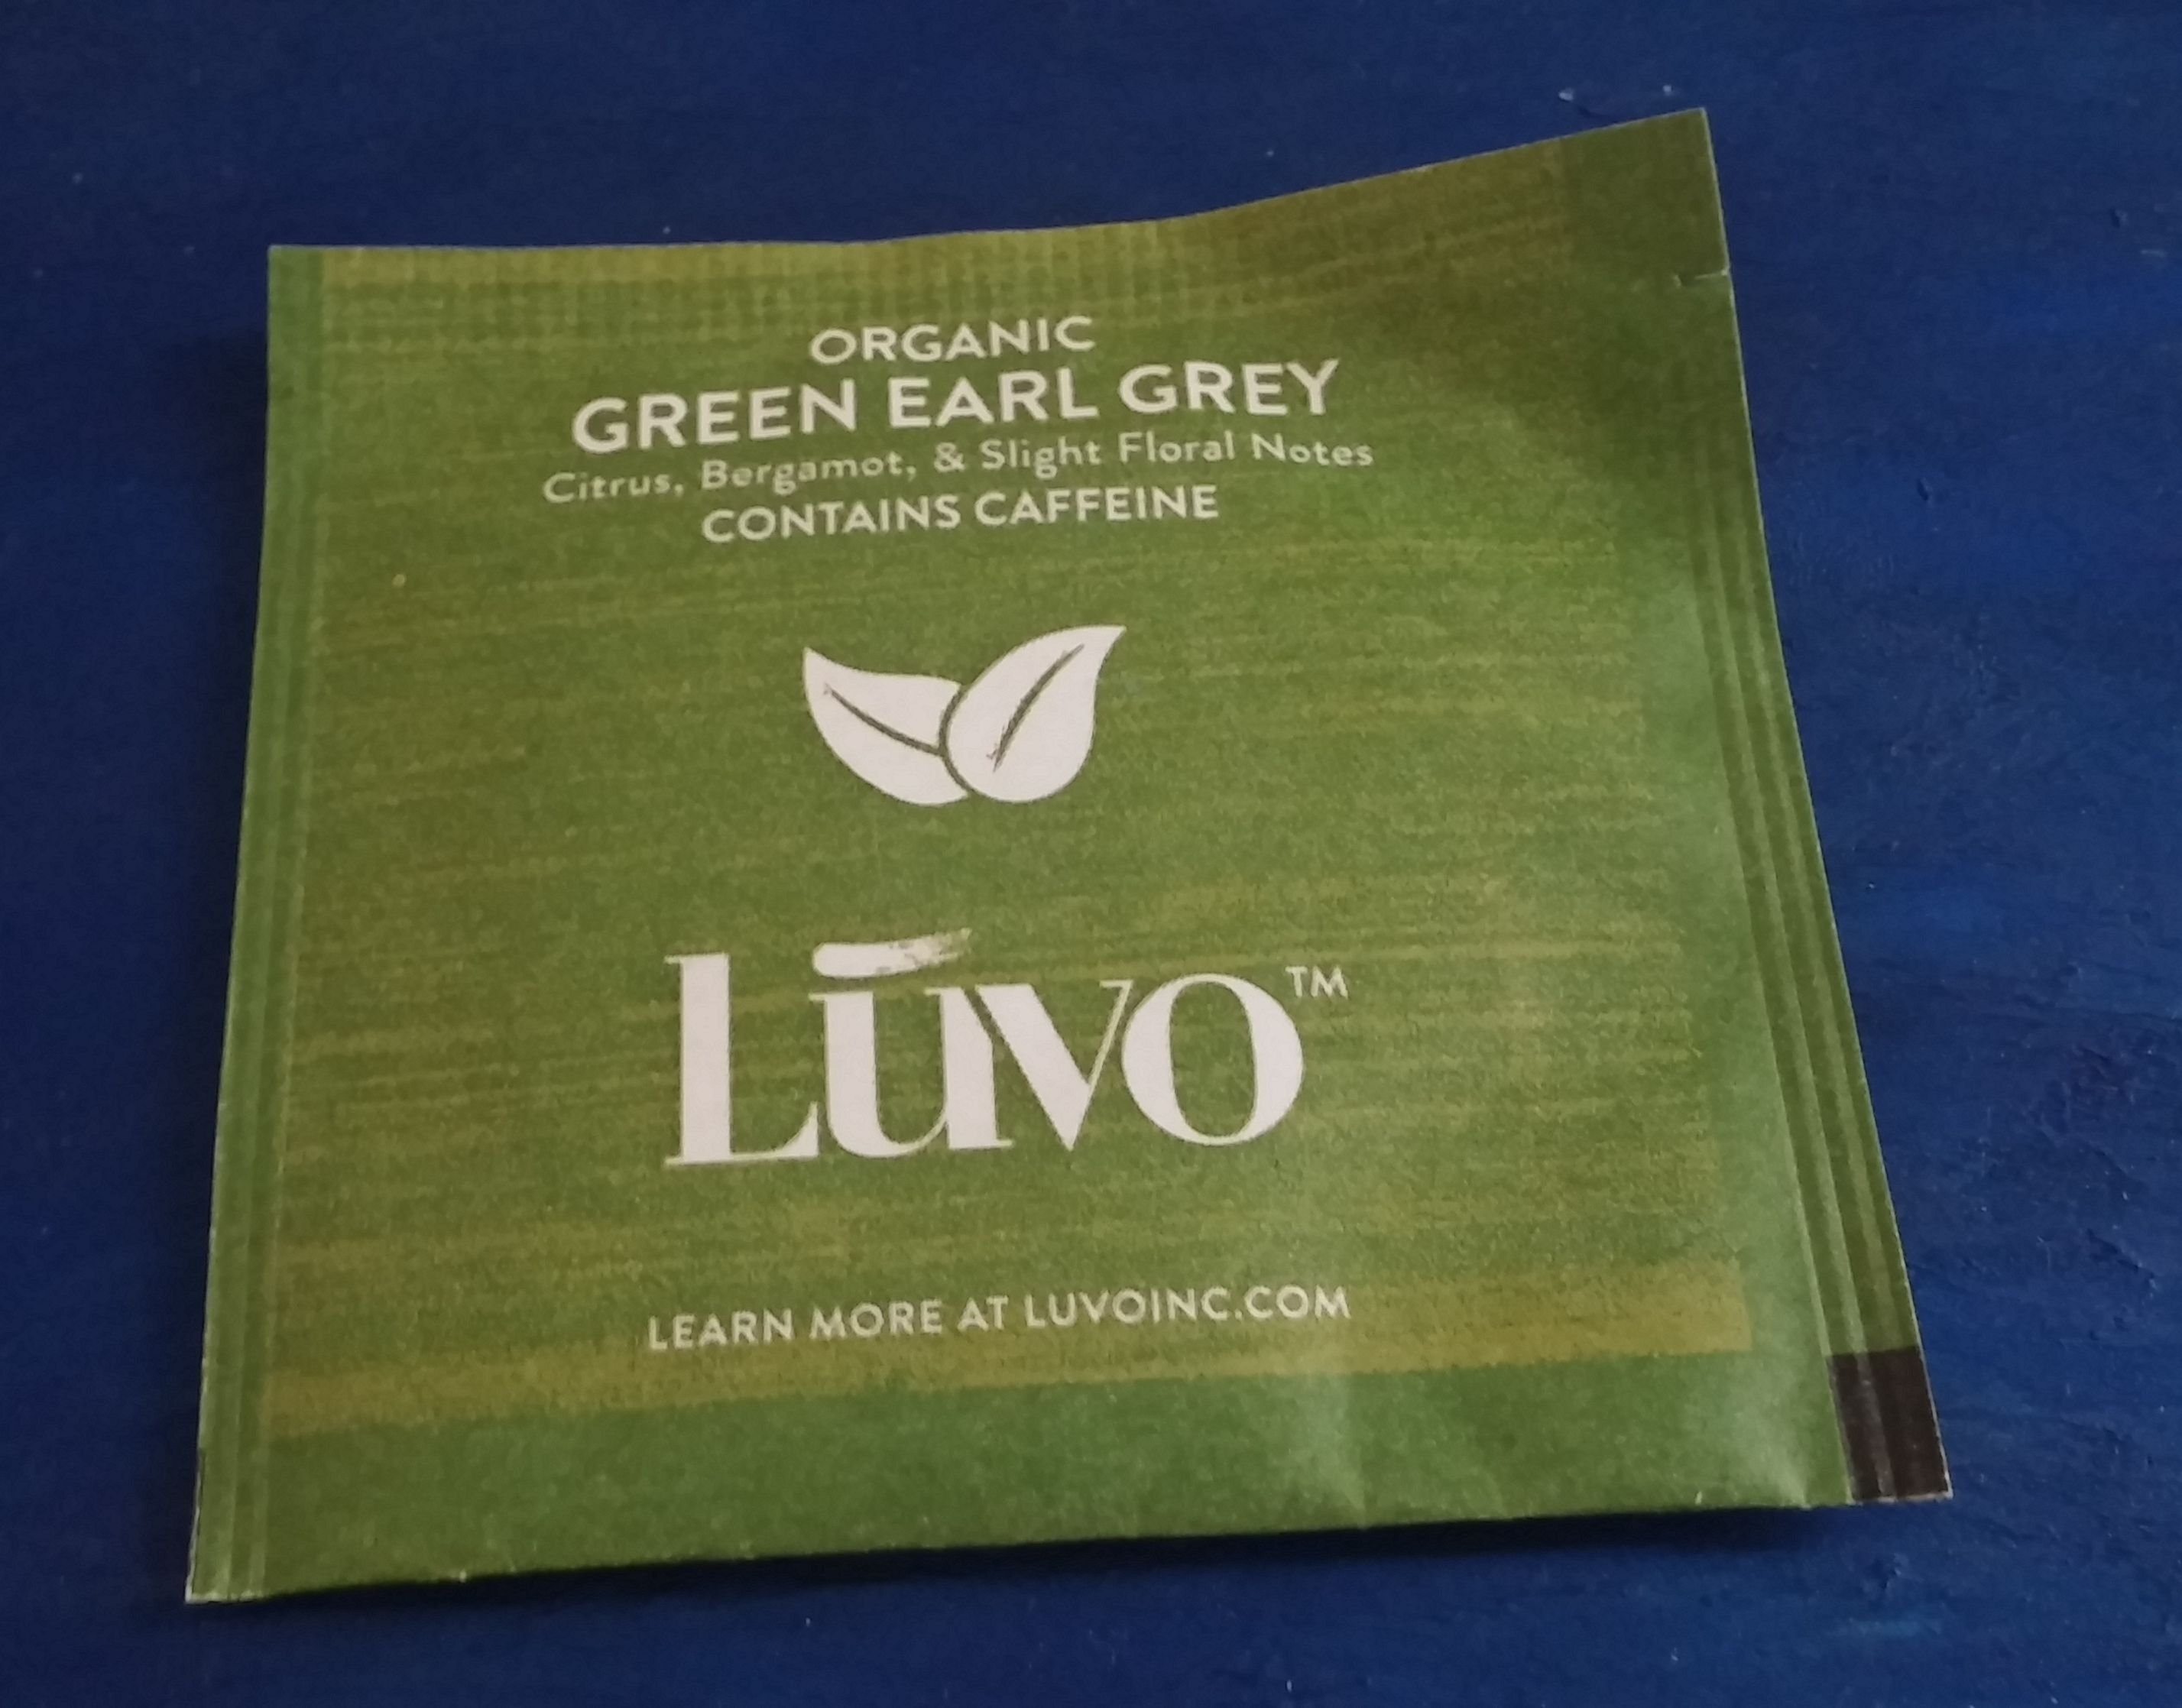 ORGANIC
GREEN EARL GREY
Citrus, Bergamot, & Slight Floral Notes
CONTAINS CAFFEINE
Lūvo™
LEARN MORE AT LUVOINC.COM